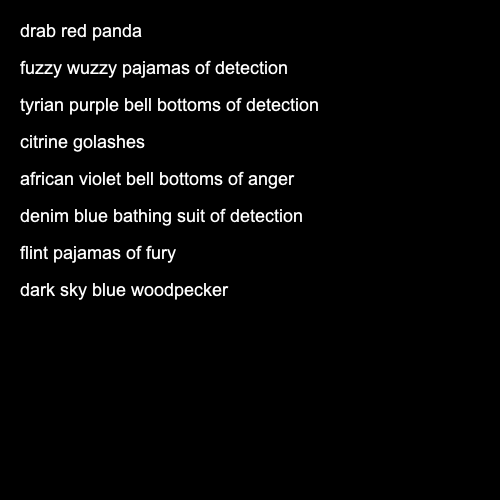 drab red panda
fuzzy wuzzy pajamas of detection
tyrian purple bell bottoms of detection
citrine golashes
african violet bell bottoms of anger
denim blue bathing suit of detection
flint pajamas of fury
dark sky blue woodpecker